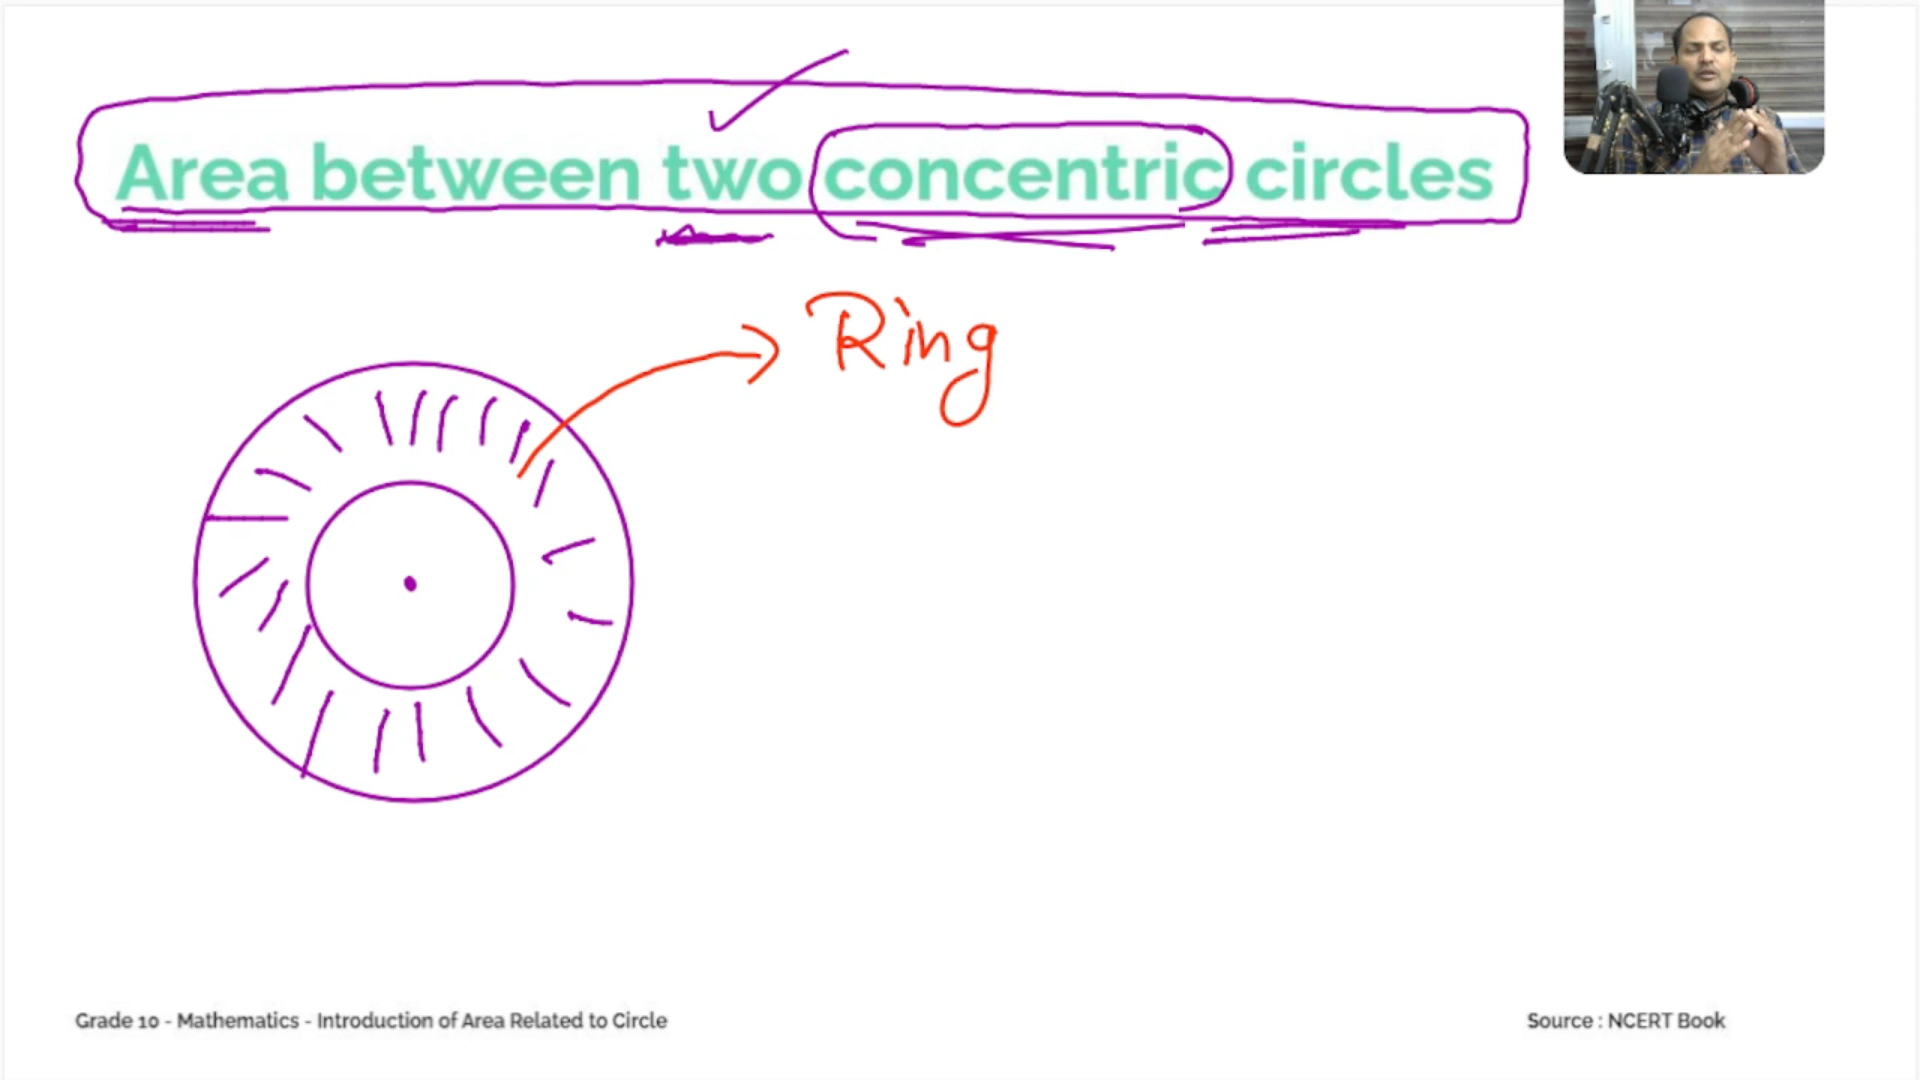 Area between two concentric circles
Ring
Grade 10 - Mathematics - Introduction of Area Related to Circle
Source : NCERT Book